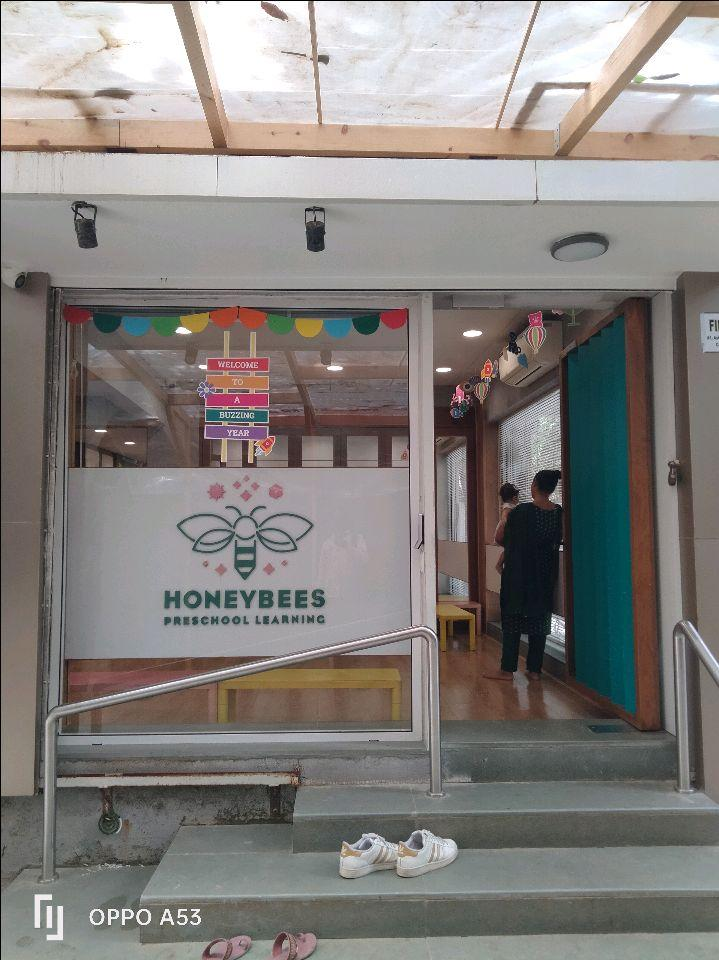 WELCOME
TO
A
BUZZING
YEAR
HONEYBEES
PRESCHOOL LEARNING
OPPO A53